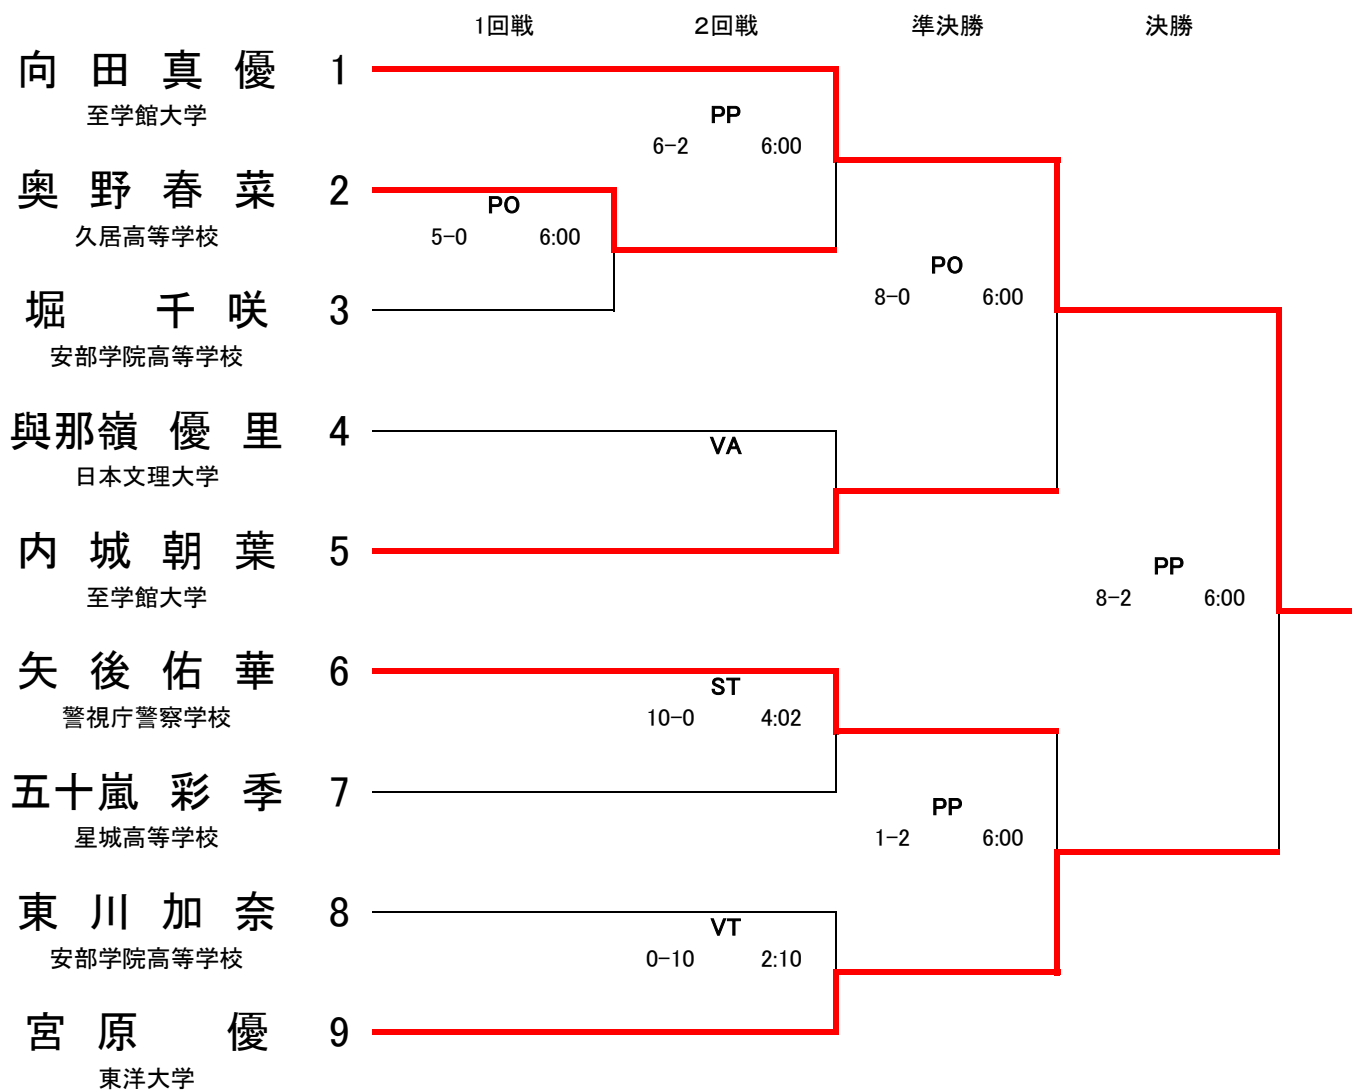 1回戦 2回戦 準決勝 決勝
向田真優 1
至学館大学
PP
6-2 6:00
奥野春菜 2
PO
久居高等学校
5-0 6:00
PO
8-0 6:00
堀 千咲 3
安部学院高等学校
與那嶺 優里 4
VA
日本文理大学
内城朝葉 5
至学館大学
PP
8-2 6:00
矢後佑華 6
ST
警視庁警察学校
10-0 4:02
五十嵐 彩季 7
星城高等学校
PP
1-2 6:00
東川加奈 8
VT
安部学院高等学校
0-10 2:10
宮原 優 9
東洋大学